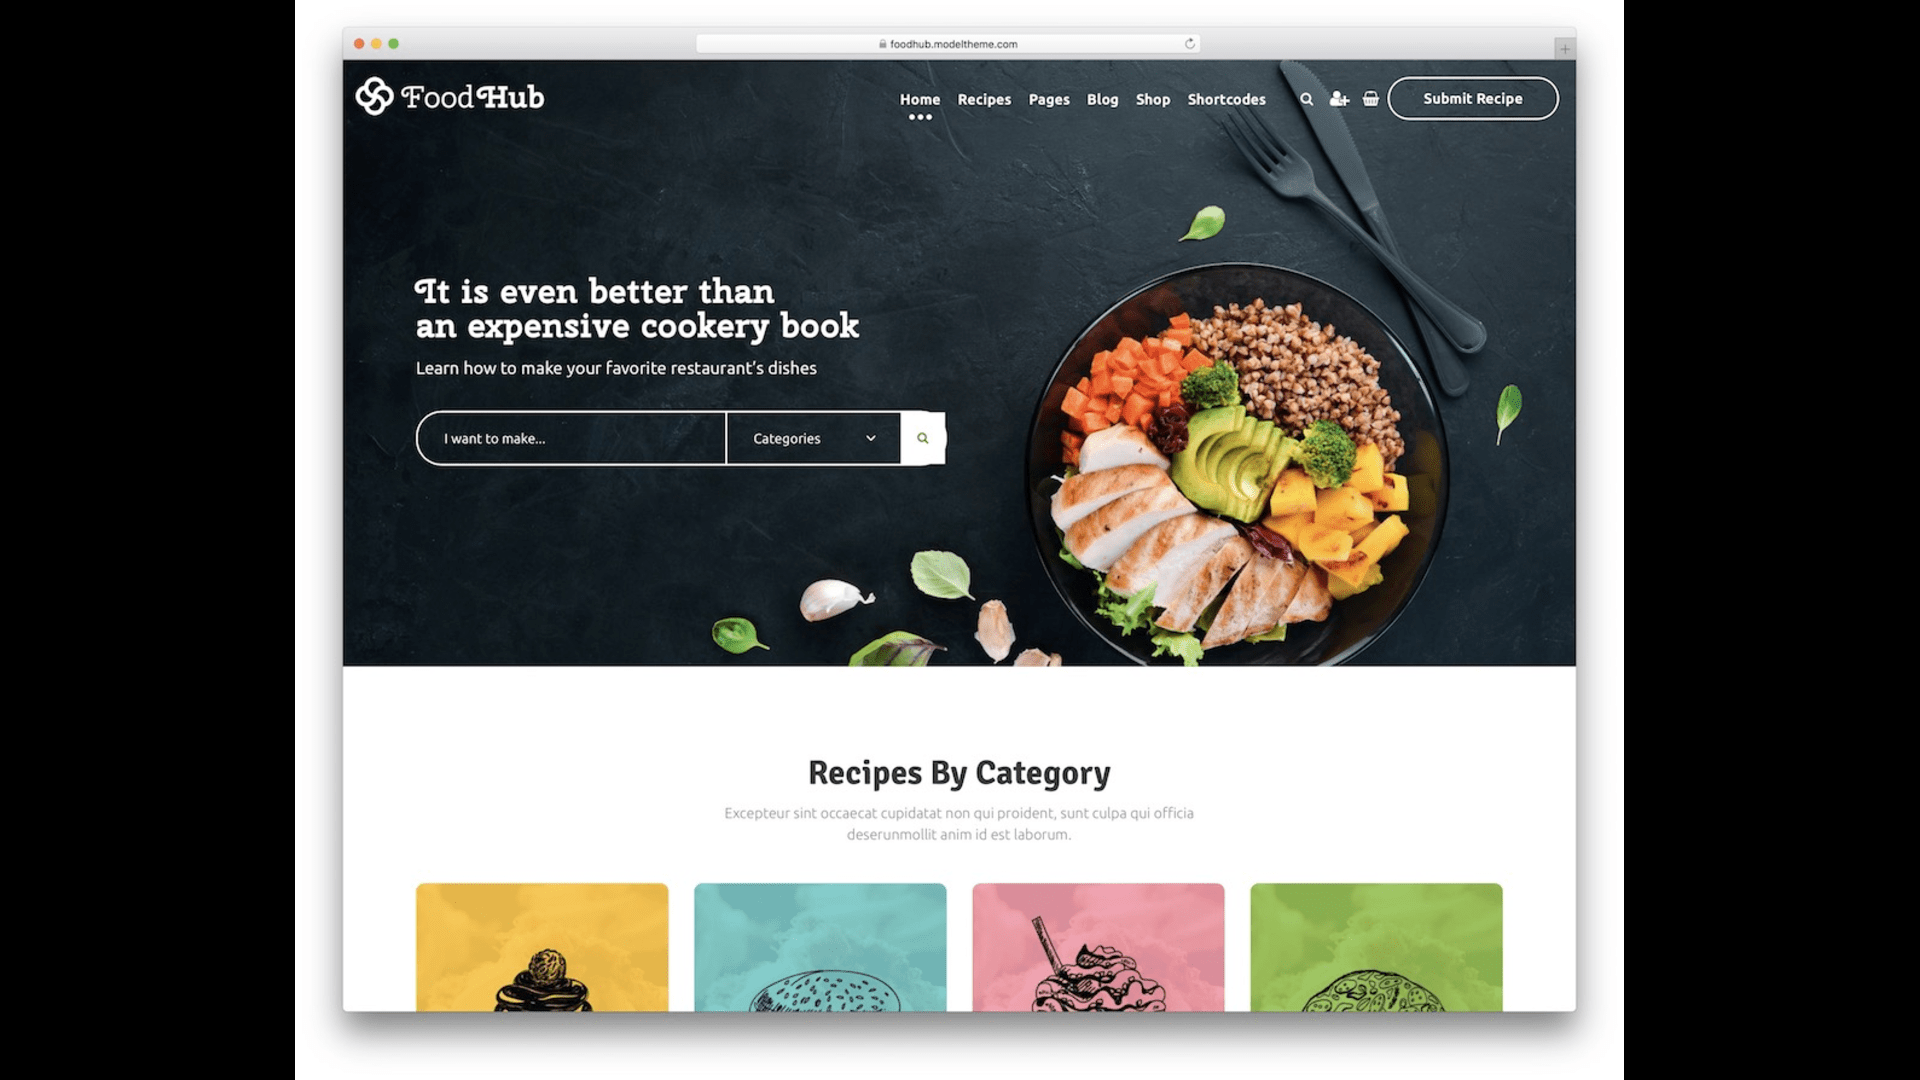 foodhub.modeltheme.com
FoodHub
Home Recipes Pages Blog Shop Shortcodes Submit Recipe
It is even better than
an expensive cookery book
Learn how to make your favorite restaurant's dishes
I want to make... Categories
Recipes By Category
Excepteur sint occaecat cupidatat non qui proident, sunt culpa qui officia
deserunmollit anim id est laborum.